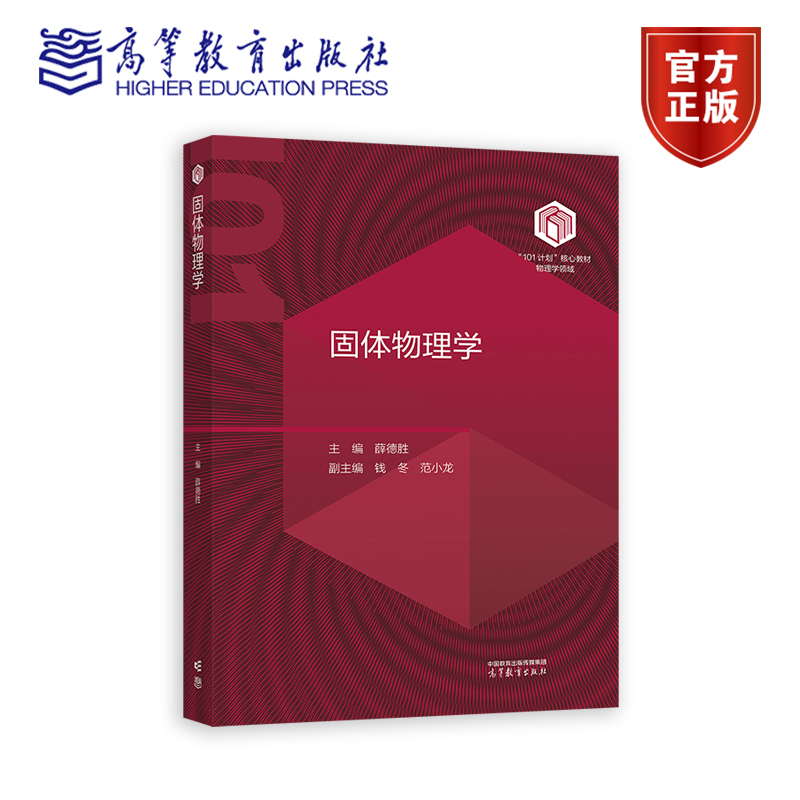 高等教育出版社
HIGHER EDUCATION PRESS
官方
正版
101
固体物理学
主 编 薛德胜
“101计划”核心教材
物理学领域
固体物理学
主 编 薛德胜
副主编 钱 冬 范小龙
中国教育出版传媒集团
高等教育出版社